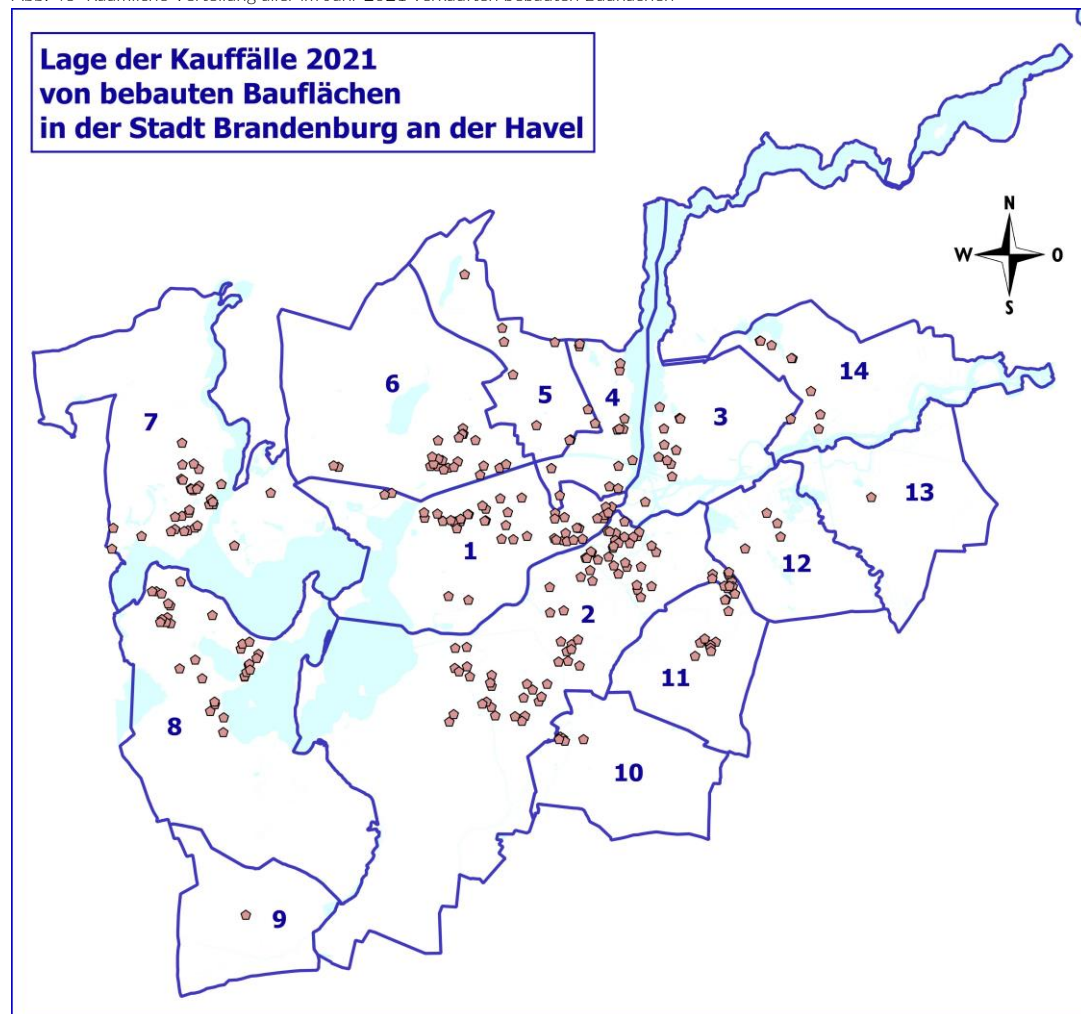 Lage der Kauffälle 2021
von bebauten Bauflächen
in der Stadt Brandenburg an der Havel
N
W
O
S
6
5
4
14
7
3
13
1
12
2
11
8
10
9